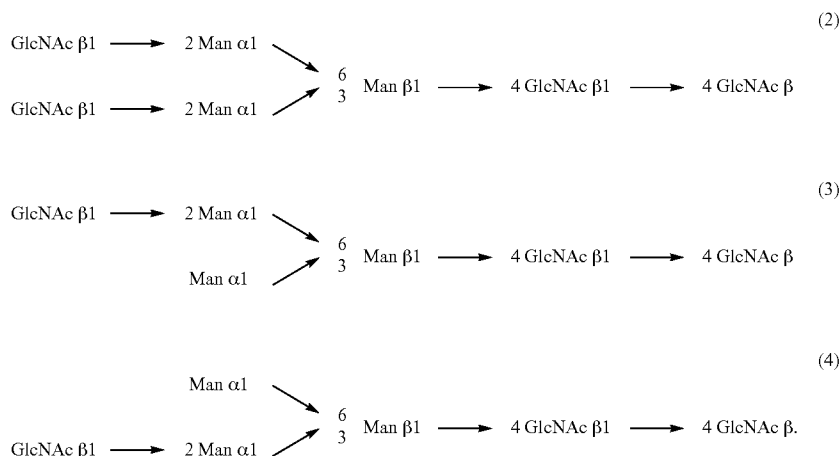 (2)
GlcNAc β1 → 2 Man α1
6
3 Man β1 → 4 GlcNAc β1 → 4 GlcNAc β
GlcNAc β1 → 2 Man α1
(3)
GlcNAc β1 → 2 Man α1
6
3 Man β1 → 4 GlcNAc β1 → 4 GlcNAc β
Man α1
(4)
Man α1
6
3 Man β1 → 4 GlcNAc β1 → 4 GlcNAc β.
GlcNAc β1 → 2 Man α1